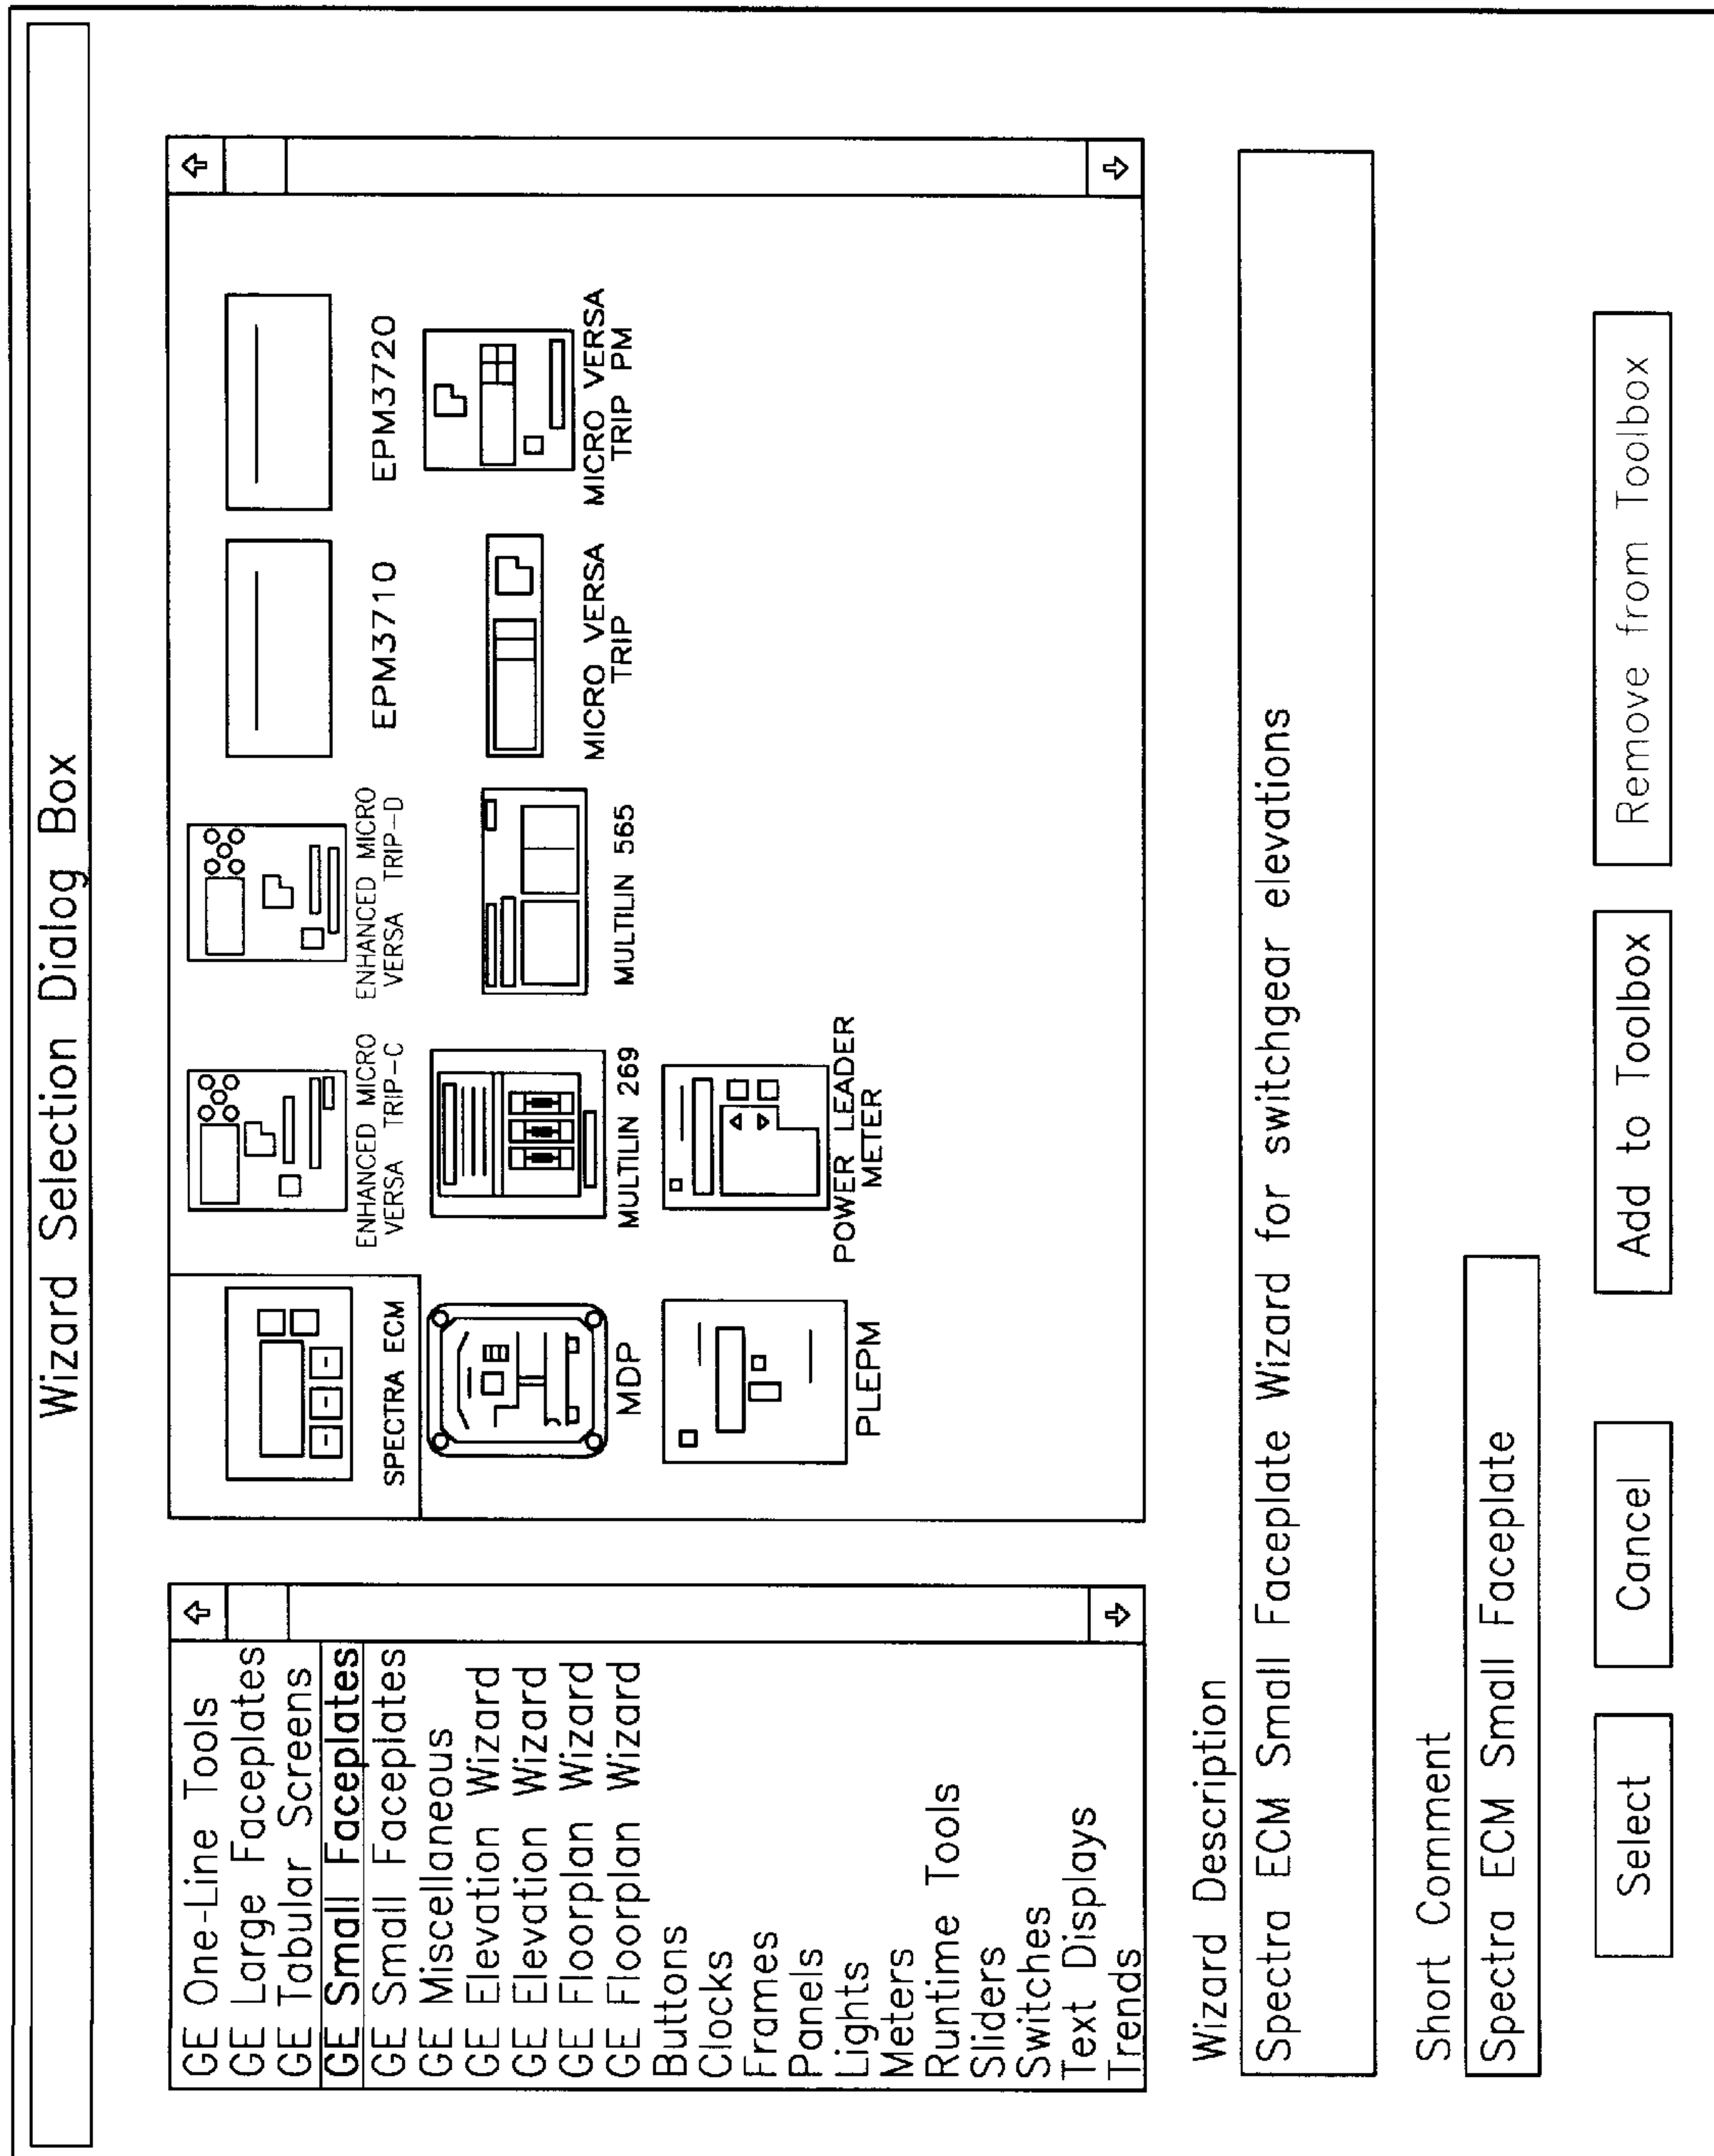 Wizard Selection Dialog Box
GE One-Line Tools
GE Large Faceplates
GE Tabular Screens
GE Small Faceplates
GE Small Faceplates
GE Miscellaneous
GE Elevation Wizard
GE Elevation Wizard
GE Floorplan Wizard
GE Floorplan Wizard
Buttons
Clocks
Frames
Panels
Lights
Meters
Runtime Tools
Sliders
Switches
Text Displays
Trends
SPECTRA ECM
ENHANCED MICRO
VERSA TRIP-C
ENHANCED MICRO
VERSA TRIP-D
EPM3710
EPM3720
MDP
MULTILIN 269
MULTILIN 565
MICRO VERSA
TRIP
MICRO VERSA
TRIP PM
PLEPM
POWER LEADER
METER
Wizard Description
Spectra ECM Small Faceplate Wizard for switchgear elevations
Short Comment
Spectra ECM Small Faceplate
Select
Cancel
Add to Toolbox
Remove from Toolbox